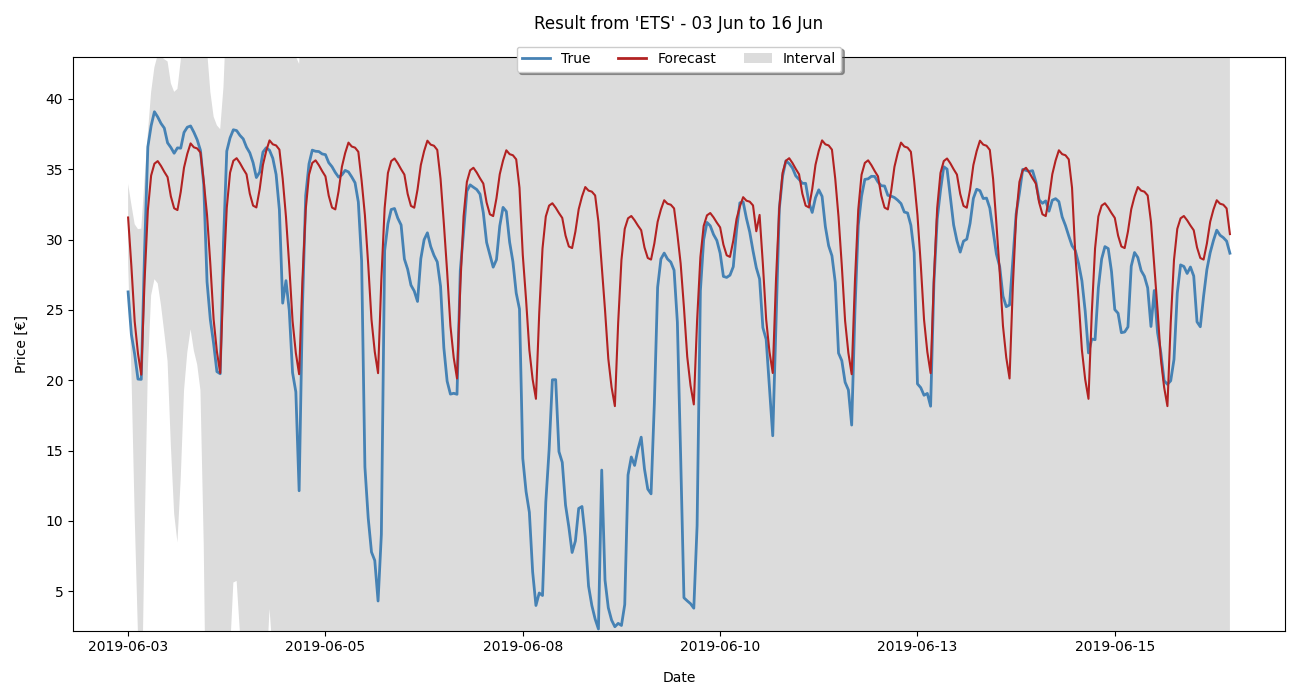 Result from 'ETS' - 03 Jun to 16 Jun
True Forecast Interval
Price [€]
40
35
30
25
20
15
10
5
2019-06-03 2019-06-05 2019-06-08 2019-06-10 2019-06-13 2019-06-15
Date